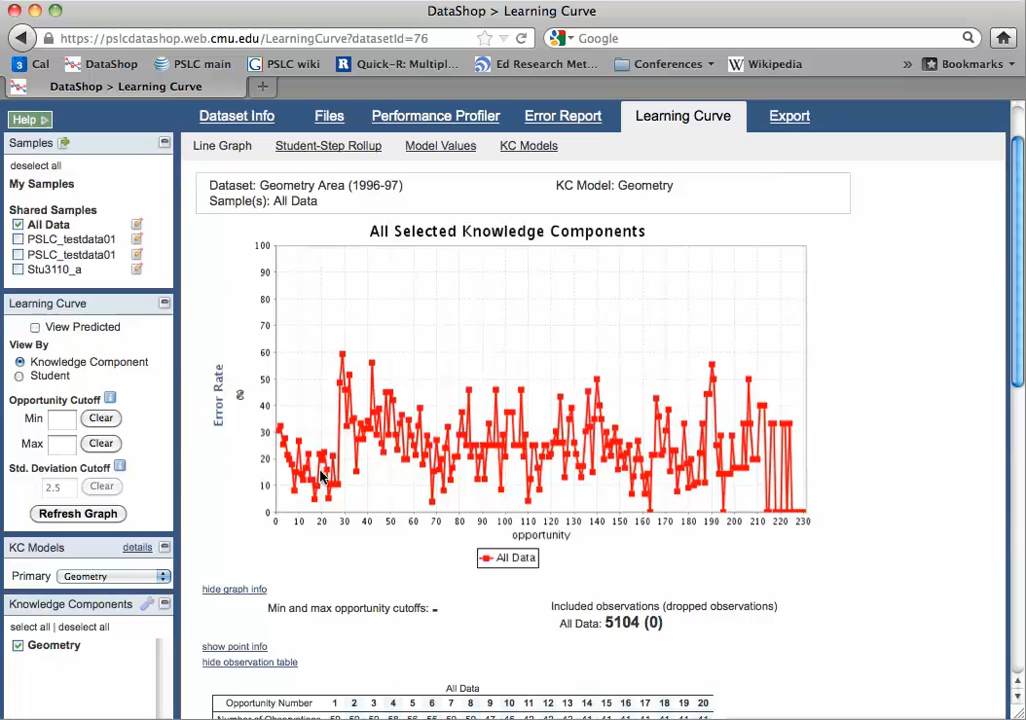 DataShop > Learning Curve
https://pslcdatashop.web.cmu.edu/LearningCurve?datasetId=76
Google
3 Cal DataShop PSLC main PSLC wiki R Quick-R: Multipl... Ed Research Met... Conferences W Wikipedia » Bookmarks
DataShop > Learning Curve
Help
Dataset Info Files Performance Profiler Error Report Learning Curve Export
Line Graph Student-Step Rollup Model Values KC Models
Samples
deselect all
My Samples
Shared Samples
All Data
PSLC_testdata01
PSLC_testdata01
Stu3110_a
Learning Curve
View Predicted
View By
Knowledge Component
Student
Opportunity Cutoff
Min Clear
Max Clear
Std. Deviation Cutoff
2.5 Clear
Refresh Graph
KC Models details
Primary Geometry
Knowledge Components
select all | deselect all
Geometry
Dataset: Geometry Area (1996-97) KC Model: Geometry
Sample(s): All Data
All Selected Knowledge Components
100
90
80
70
60
50
40
30
20
10
0
Error Rate %
0 10 20 30 40 50 60 70 80 90 100 110 120 130 140 150 160 170 180 190 200 210 220 230
opportunity
All Data
hide graph info
Min and max opportunity cutoffs: - Included observations (dropped observations)
All Data: 5104 (0)
show point info
hide observation table
All Data
Opportunity Number 1 2 3 4 5 6 7 8 9 10 11 12 13 14 15 16 17 18 19 20
Number of Observations